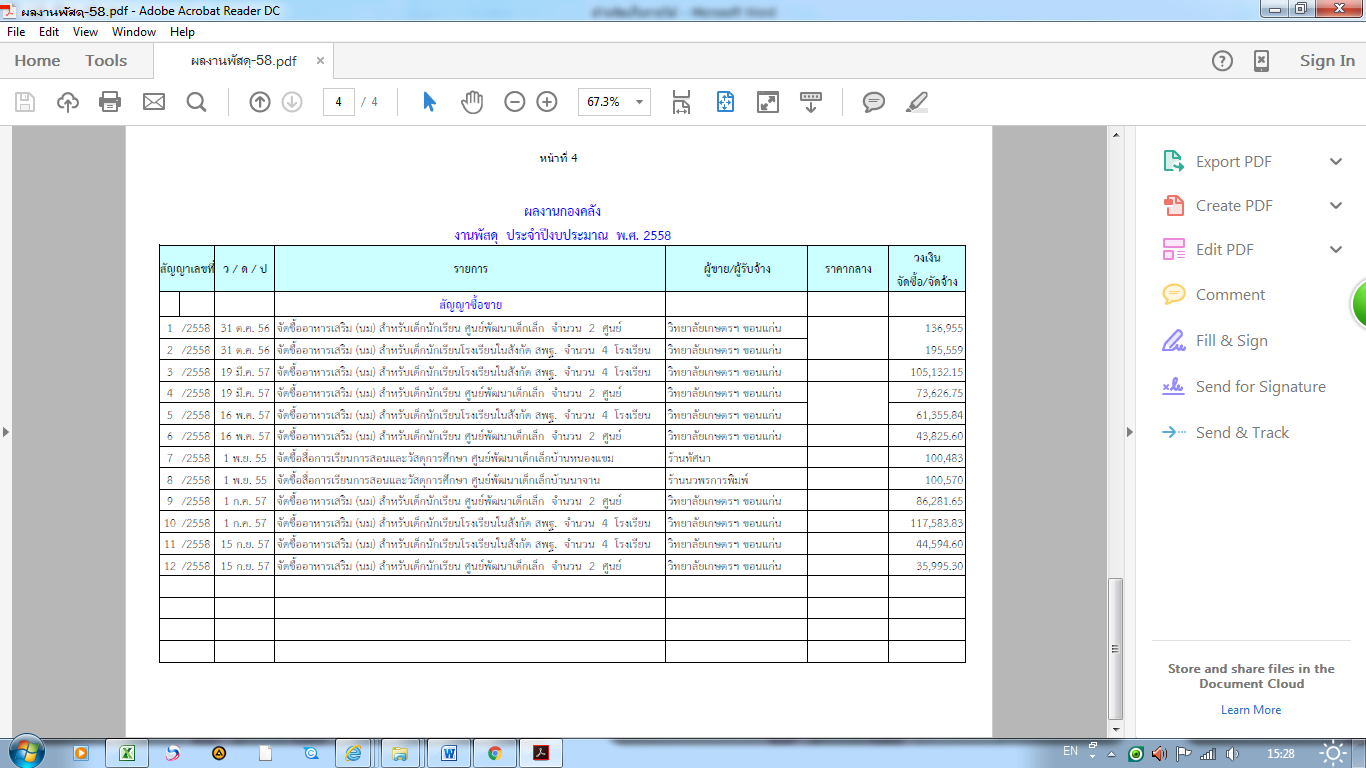 ผลงานพัสดุ-58.pdf - Adobe Acrobat Reader DC
File Edit View Window Help
Home Tools ผลงานพัสดุ-58.pdf × Sign In
4 / 4 67.3%
หน้าที่ 4
ผลงานกองคลัง
งานพัสดุ ประจำปีงบประมาณ พ.ศ. 2558
สัญญาเลขที่ ว / ด / ป รายการ ผู้ขาย/ผู้รับจ้าง ราคากลาง วงเงิน จัดซื้อ/จัดจ้าง
สัญญาซื้อขาย
1 /2558 31 ต.ค. 56 จัดซื้ออาหารเสริม (นม) สำหรับเด็กนักเรียน ศูนย์พัฒนาเด็กเล็ก จำนวน 2 ศูนย์ วิทยาลัยเกษตรฯ ขอนแก่น 136,955
2 /2558 31 ต.ค. 56 จัดซื้ออาหารเสริม (นม) สำหรับเด็กนักเรียนโรงเรียนในสังกัด สพฐ. จำนวน 4 โรงเรียน วิทยาลัยเกษตรฯ ขอนแก่น 195,559
3 /2558 19 มี.ค. 57 จัดซื้ออาหารเสริม (นม) สำหรับเด็กนักเรียนโรงเรียนในสังกัด สพฐ. จำนวน 4 โรงเรียน วิทยาลัยเกษตรฯ ขอนแก่น 105,132.15
4 /2558 19 มี.ค. 57 จัดซื้ออาหารเสริม (นม) สำหรับเด็กนักเรียน ศูนย์พัฒนาเด็กเล็ก จำนวน 2 ศูนย์ วิทยาลัยเกษตรฯ ขอนแก่น 73,626.75
5 /2558 16 พ.ค. 57 จัดซื้ออาหารเสริม (นม) สำหรับเด็กนักเรียนโรงเรียนในสังกัด สพฐ. จำนวน 4 โรงเรียน วิทยาลัยเกษตรฯ ขอนแก่น 61,355.84
6 /2558 16 พ.ค. 57 จัดซื้ออาหารเสริม (นม) สำหรับเด็กนักเรียน ศูนย์พัฒนาเด็กเล็ก จำนวน 2 ศูนย์ วิทยาลัยเกษตรฯ ขอนแก่น 43,825.60
7 /2558 1 พ.ย. 55 จัดซื้อสื่อการเรียนการสอนและวัสดุการศึกษา ศูนย์พัฒนาเด็กเล็กบ้านหนองแขม ร้านทัศนา 100,483
8 /2558 1 พ.ย. 55 จัดซื้อสื่อการเรียนการสอนและวัสดุการศึกษา ศูนย์พัฒนาเด็กเล็กบ้านนาจาน ร้านนวพรการพิมพ์ 100,570
9 /2558 1 ก.ค. 57 จัดซื้ออาหารเสริม (นม) สำหรับเด็กนักเรียน ศูนย์พัฒนาเด็กเล็ก จำนวน 2 ศูนย์ วิทยาลัยเกษตรฯ ขอนแก่น 86,281.65
10 /2558 1 ก.ค. 57 จัดซื้ออาหารเสริม (นม) สำหรับเด็กนักเรียนโรงเรียนในสังกัด สพฐ. จำนวน 4 โรงเรียน วิทยาลัยเกษตรฯ ขอนแก่น 117,583.83
11 /2558 15 ก.ย. 57 จัดซื้ออาหารเสริม (นม) สำหรับเด็กนักเรียนโรงเรียนในสังกัด สพฐ. จำนวน 4 โรงเรียน วิทยาลัยเกษตรฯ ขอนแก่น 44,594.60
12 /2558 15 ก.ย. 57 จัดซื้ออาหารเสริม (นม) สำหรับเด็กนักเรียน ศูนย์พัฒนาเด็กเล็ก จำนวน 2 ศูนย์ วิทยาลัยเกษตรฯ ขอนแก่น 35,995.30
Export PDF
Create PDF
Edit PDF
Comment
Fill & Sign
Send for Signature
Send & Track
Store and share files in the
Document Cloud
Learn More
EN 15:28